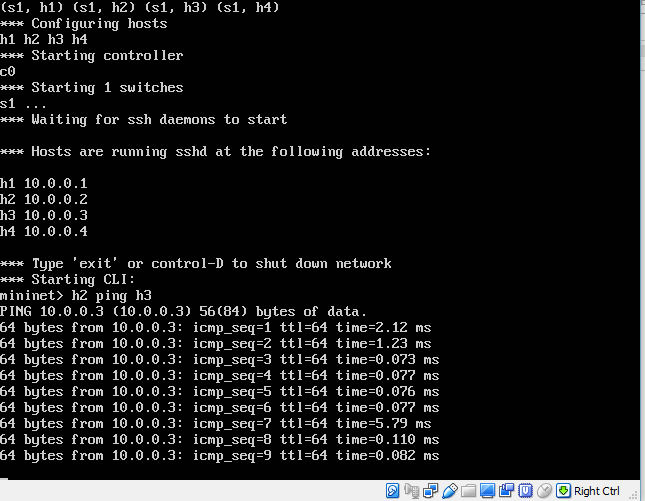 (s1, h1) (s1, h2) (s1, h3) (s1, h4)
*** Configuring hosts
h1 h2 h3 h4
*** Starting controller
c0
*** Starting 1 switches
s1 ...
*** Waiting for ssh daemons to start
*** Hosts are running sshd at the following addresses:
h1 10.0.0.1
h2 10.0.0.2
h3 10.0.0.3
h4 10.0.0.4
*** Type 'exit' or control-D to shut down network
*** Starting CLI:
mininet> h2 ping h3
PING 10.0.0.3 (10.0.0.3) 56(84) bytes of data.
64 bytes from 10.0.0.3: icmp_seq=1 ttl=64 time=2.12 ms
64 bytes from 10.0.0.3: icmp_seq=2 ttl=64 time=1.23 ms
64 bytes from 10.0.0.3: icmp_seq=3 ttl=64 time=0.073 ms
64 bytes from 10.0.0.3: icmp_seq=4 ttl=64 time=0.077 ms
64 bytes from 10.0.0.3: icmp_seq=5 ttl=64 time=0.076 ms
64 bytes from 10.0.0.3: icmp_seq=6 ttl=64 time=0.077 ms
64 bytes from 10.0.0.3: icmp_seq=7 ttl=64 time=5.79 ms
64 bytes from 10.0.0.3: icmp_seq=8 ttl=64 time=0.110 ms
64 bytes from 10.0.0.3: icmp_seq=9 ttl=64 time=0.082 ms
Right Ctrl